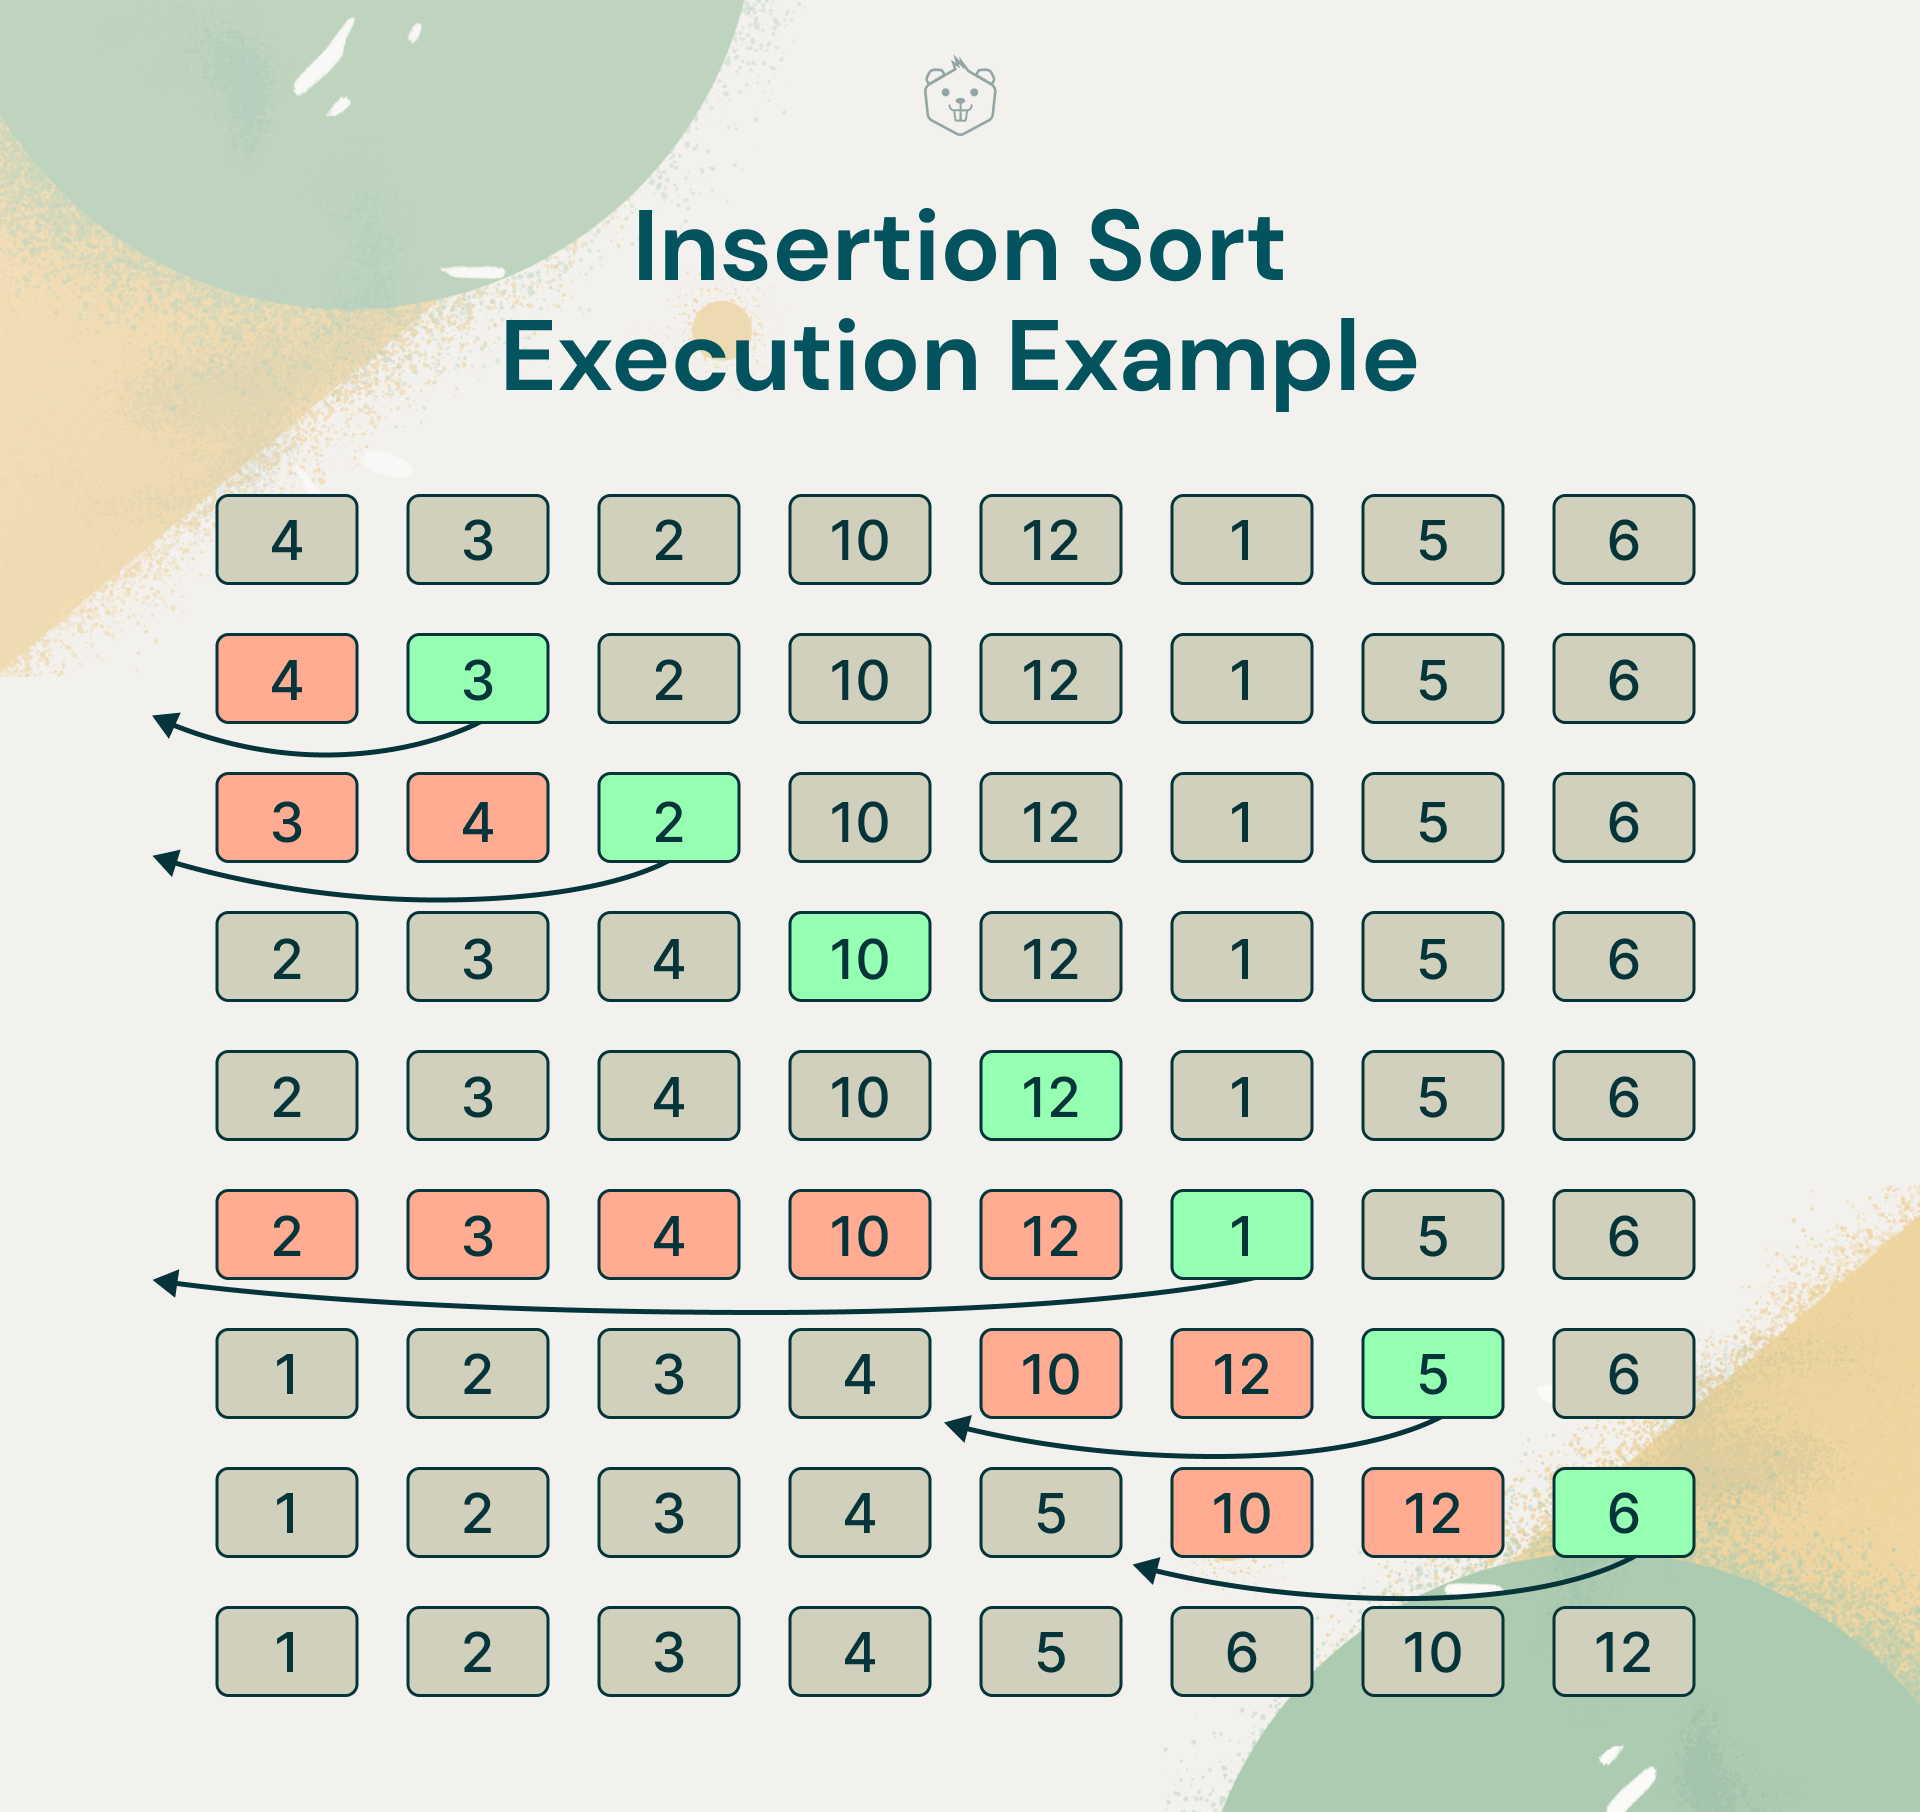 Insertion Sort
Execution Example
4 3 2 10 12 1 5 6
4 3 2 10 12 1 5 6
3 4 2 10 12 1 5 6
2 3 4 10 12 1 5 6
2 3 4 10 12 1 5 6
2 3 4 10 12 1 5 6
1 2 3 4 10 12 5 6
1 2 3 4 5 10 12 6
1 2 3 4 5 6 10 12